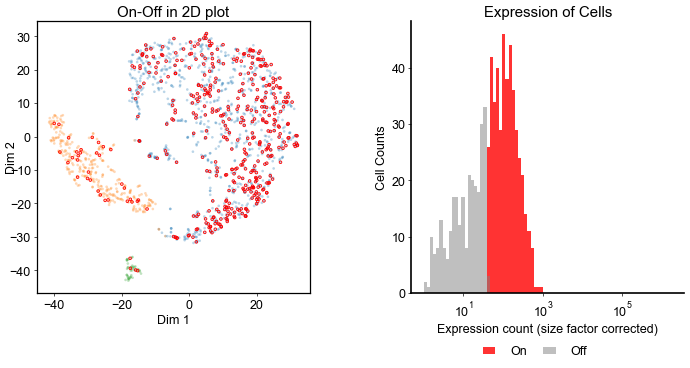 On-Off in 2D plot
30
20
10
0
−10
−20
−30
−40
Dim 2
−40 −20 0 20
Dim 1
Expression of Cells
40
30
20
10
0
Cell Counts
10^1 10^3 10^5
Expression count (size factor corrected)
On Off